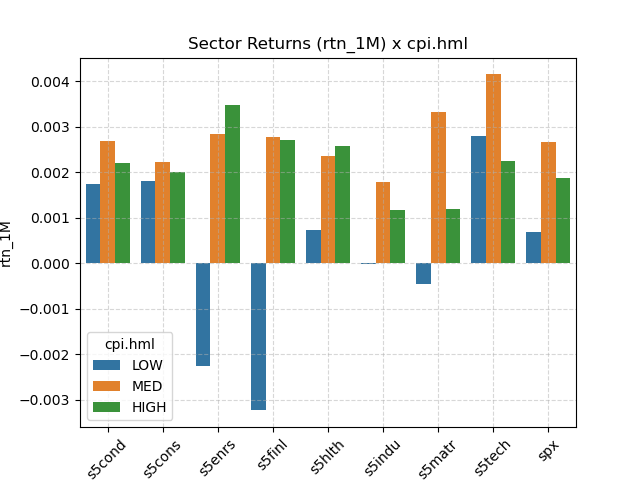 Sector Returns (rtn_1M) x cpi.hml
rtn_1M
0.004
0.003
0.002
0.001
0.000
−0.001
−0.002
−0.003
cpi.hml
LOW
MED
HIGH
s5cond
s5cons
s5enrs
s5finl
s5hlth
s5indu
s5matr
s5tech
spx